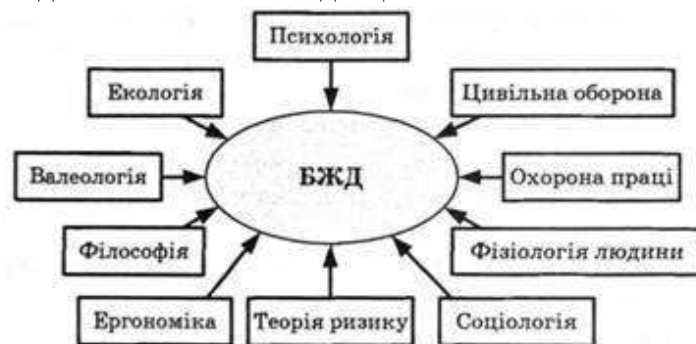 Психологія
Екологія
Цивільна оборона
Валеологія
БЖД
Охорона праці
Філософія
Фізіологія людини
Ергономіка
Теорія ризику
Соціологія